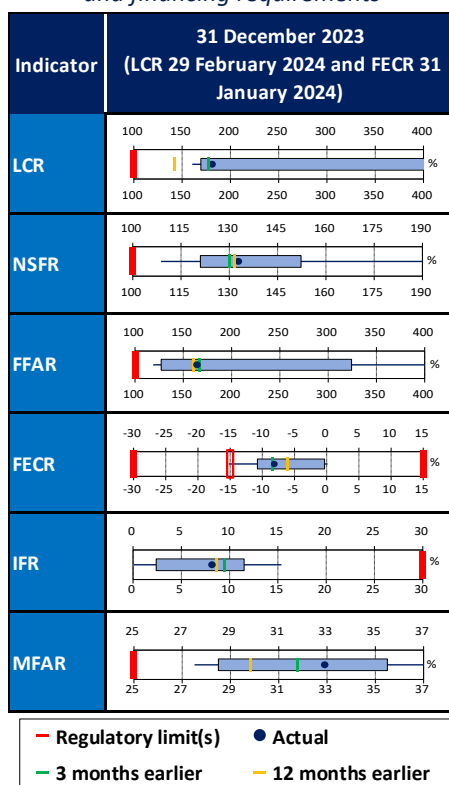 and financing requirements
Indicator
31 December 2023
(LCR 29 February 2024 and FECR 31
January 2024)
LCR
100 150 200 250 300 350 400
%
100 150 200 250 300 350 400
NSFR
100 115 130 145 160 175 190
%
100 115 130 145 160 175 190
FFAR
100 150 200 250 300 350 400
%
100 150 200 250 300 350 400
FECR
-30 -25 -20 -15 -10 -5 0 15
%
-30 -25 -20 -15 -10 -5 0 15
IFR
0 5 10 15 20 25 30
%
0 5 10 15 20 25 30
MFAR
25 27 29 31 33 35 37
%
25 27 29 31 33 35 37
Regulatory limit(s) Actual
3 months earlier 12 months earlier